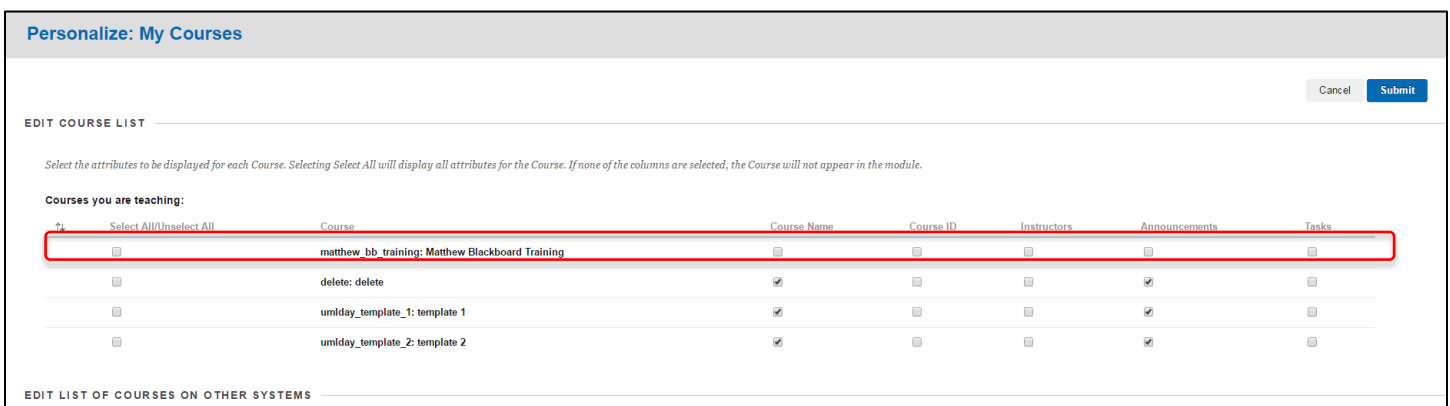 Personalize: My Courses
Cancel Submit
EDIT COURSE LIST
Select the attributes to be displayed for each Course. Selecting Select All will display all attributes for the Course. If none of the columns are selected, the Course will not appear in the module.
Courses you are teaching:
Select All/Unselect All Course Course Name Course ID Instructors Announcements Tasks
matthew_bb_training: Matthew Blackboard Training
delete: delete
umlday_template_1: template 1
umlday_template_2: template 2
EDIT LIST OF COURSES ON OTHER SYSTEMS